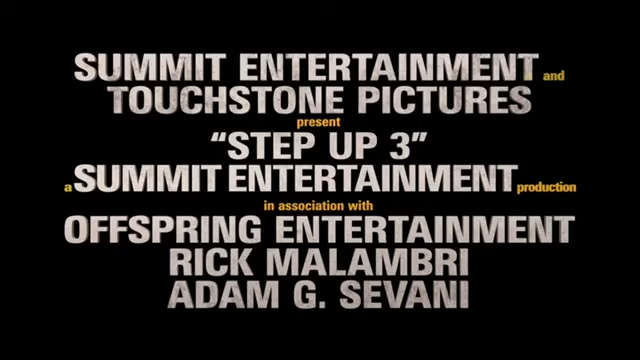 SUMMIT ENTERTAINMENT and
TOUCHSTONE PICTURES
present
“STEP UP 3”
a SUMMIT ENTERTAINMENT production
in association with
OFFSPRING ENTERTAINMENT
RICK MALAMBRI
ADAM G. SEVANI